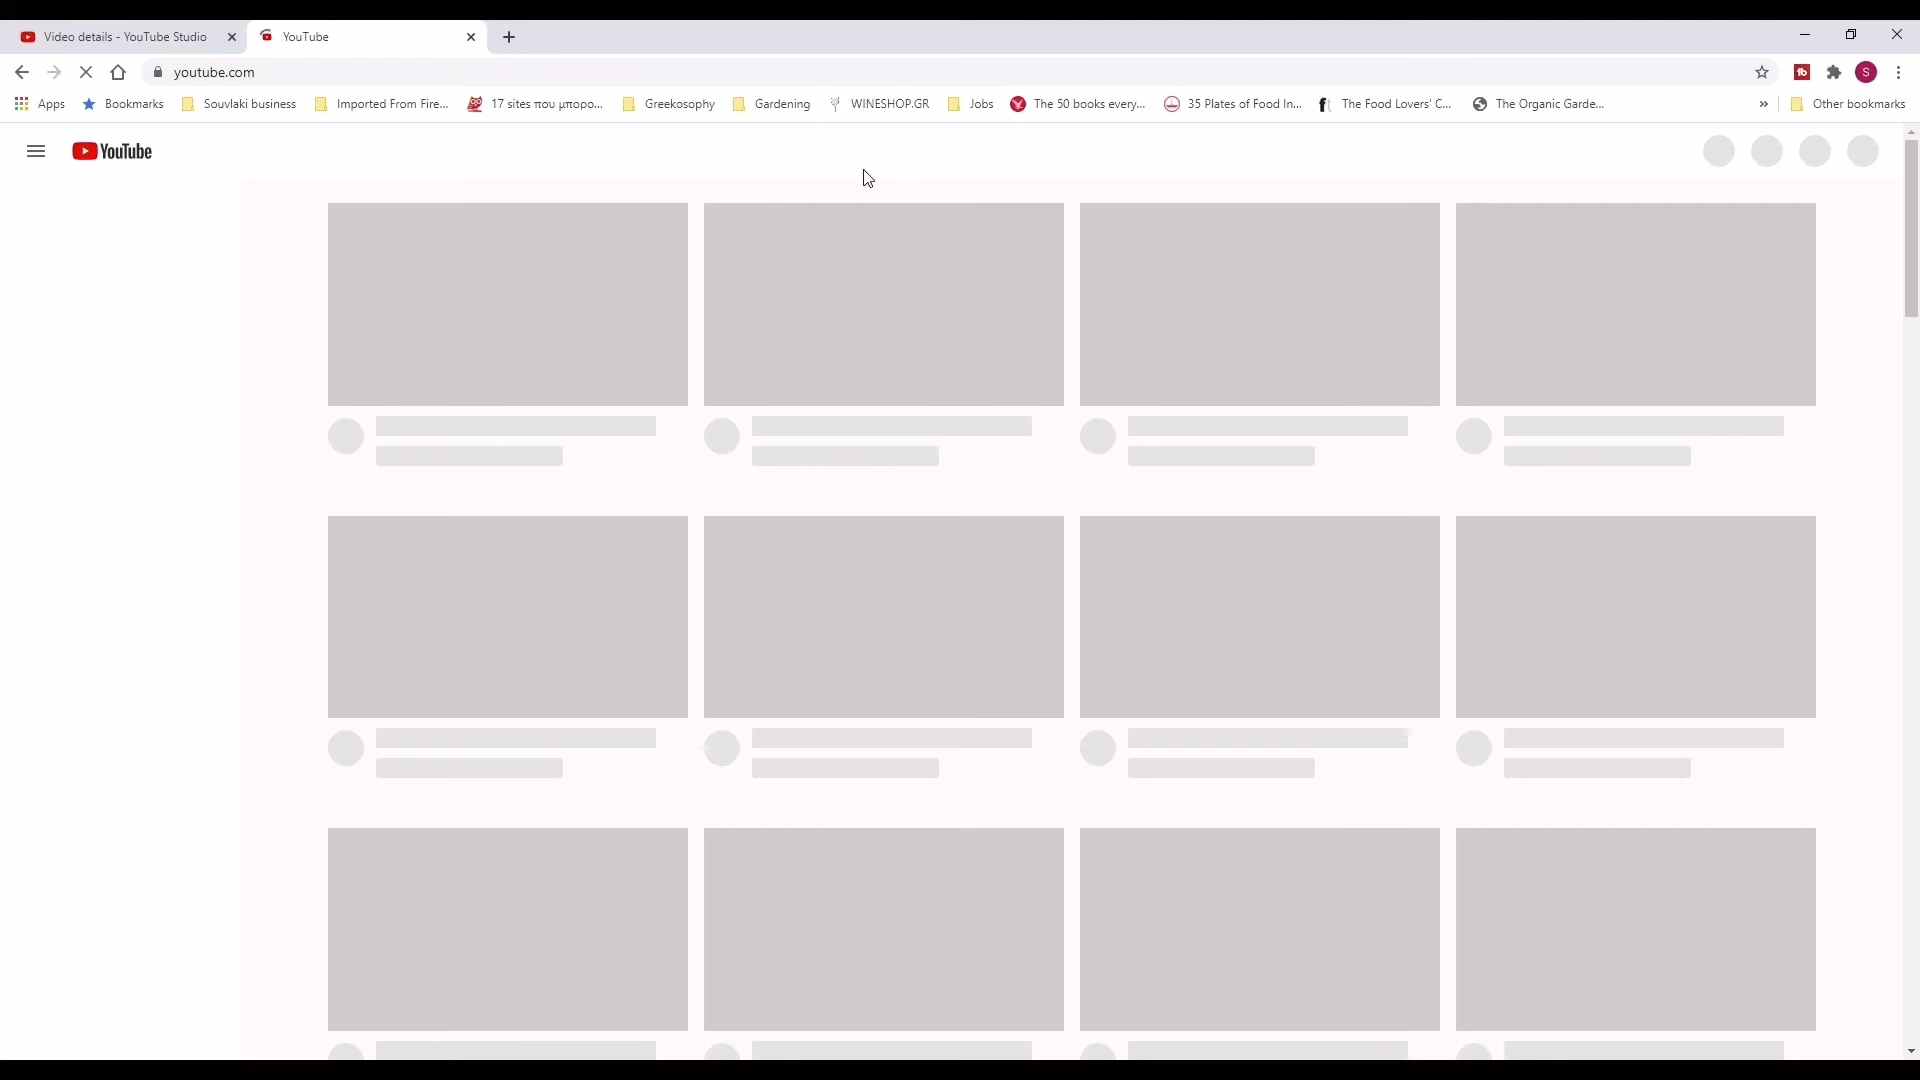 Video details - YouTube Studio
YouTube
youtube.com
S
Apps
Bookmarks
Souvlaki business
Imported From Fire...
17 sites που μπορο...
Greekosophy
Gardening
WINESHOP.GR
Jobs
The 50 books every...
35 Plates of Food In...
The Food Lovers' C...
The Organic Garde...
»
Other bookmarks
YouTube